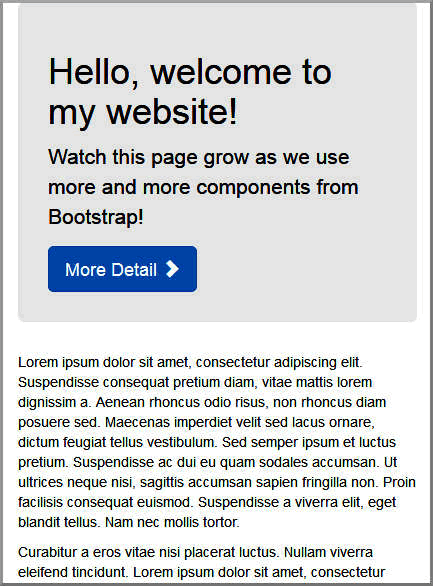 Hello, welcome to
my website!
Watch this page grow as we use
more and more components from
Bootstrap!
More Detail
Lorem ipsum dolor sit amet, consectetur adipiscing elit.
Suspendisse consequat pretium diam, vitae mattis lorem
dignissim a. Aenean rhoncus odio risus, non rhoncus diam
posuere sed. Maecenas imperdiet velit sed lacus ornare,
dictum feugiat tellus vestibulum. Sed semper ipsum et luctus
pretium. Suspendisse ac dui eu quam sodales accumsan. Ut
ultrices neque nisi, sagittis accumsan sapien fringilla non. Proin
facilisis consequat euismod. Suspendisse a viverra elit, eget
blandit tellus. Nam nec mollis tortor.
Curabitur a eros vitae nisi placerat luctus. Nullam viverra
eleifend tincidunt. Lorem ipsum dolor sit amet, consectetur